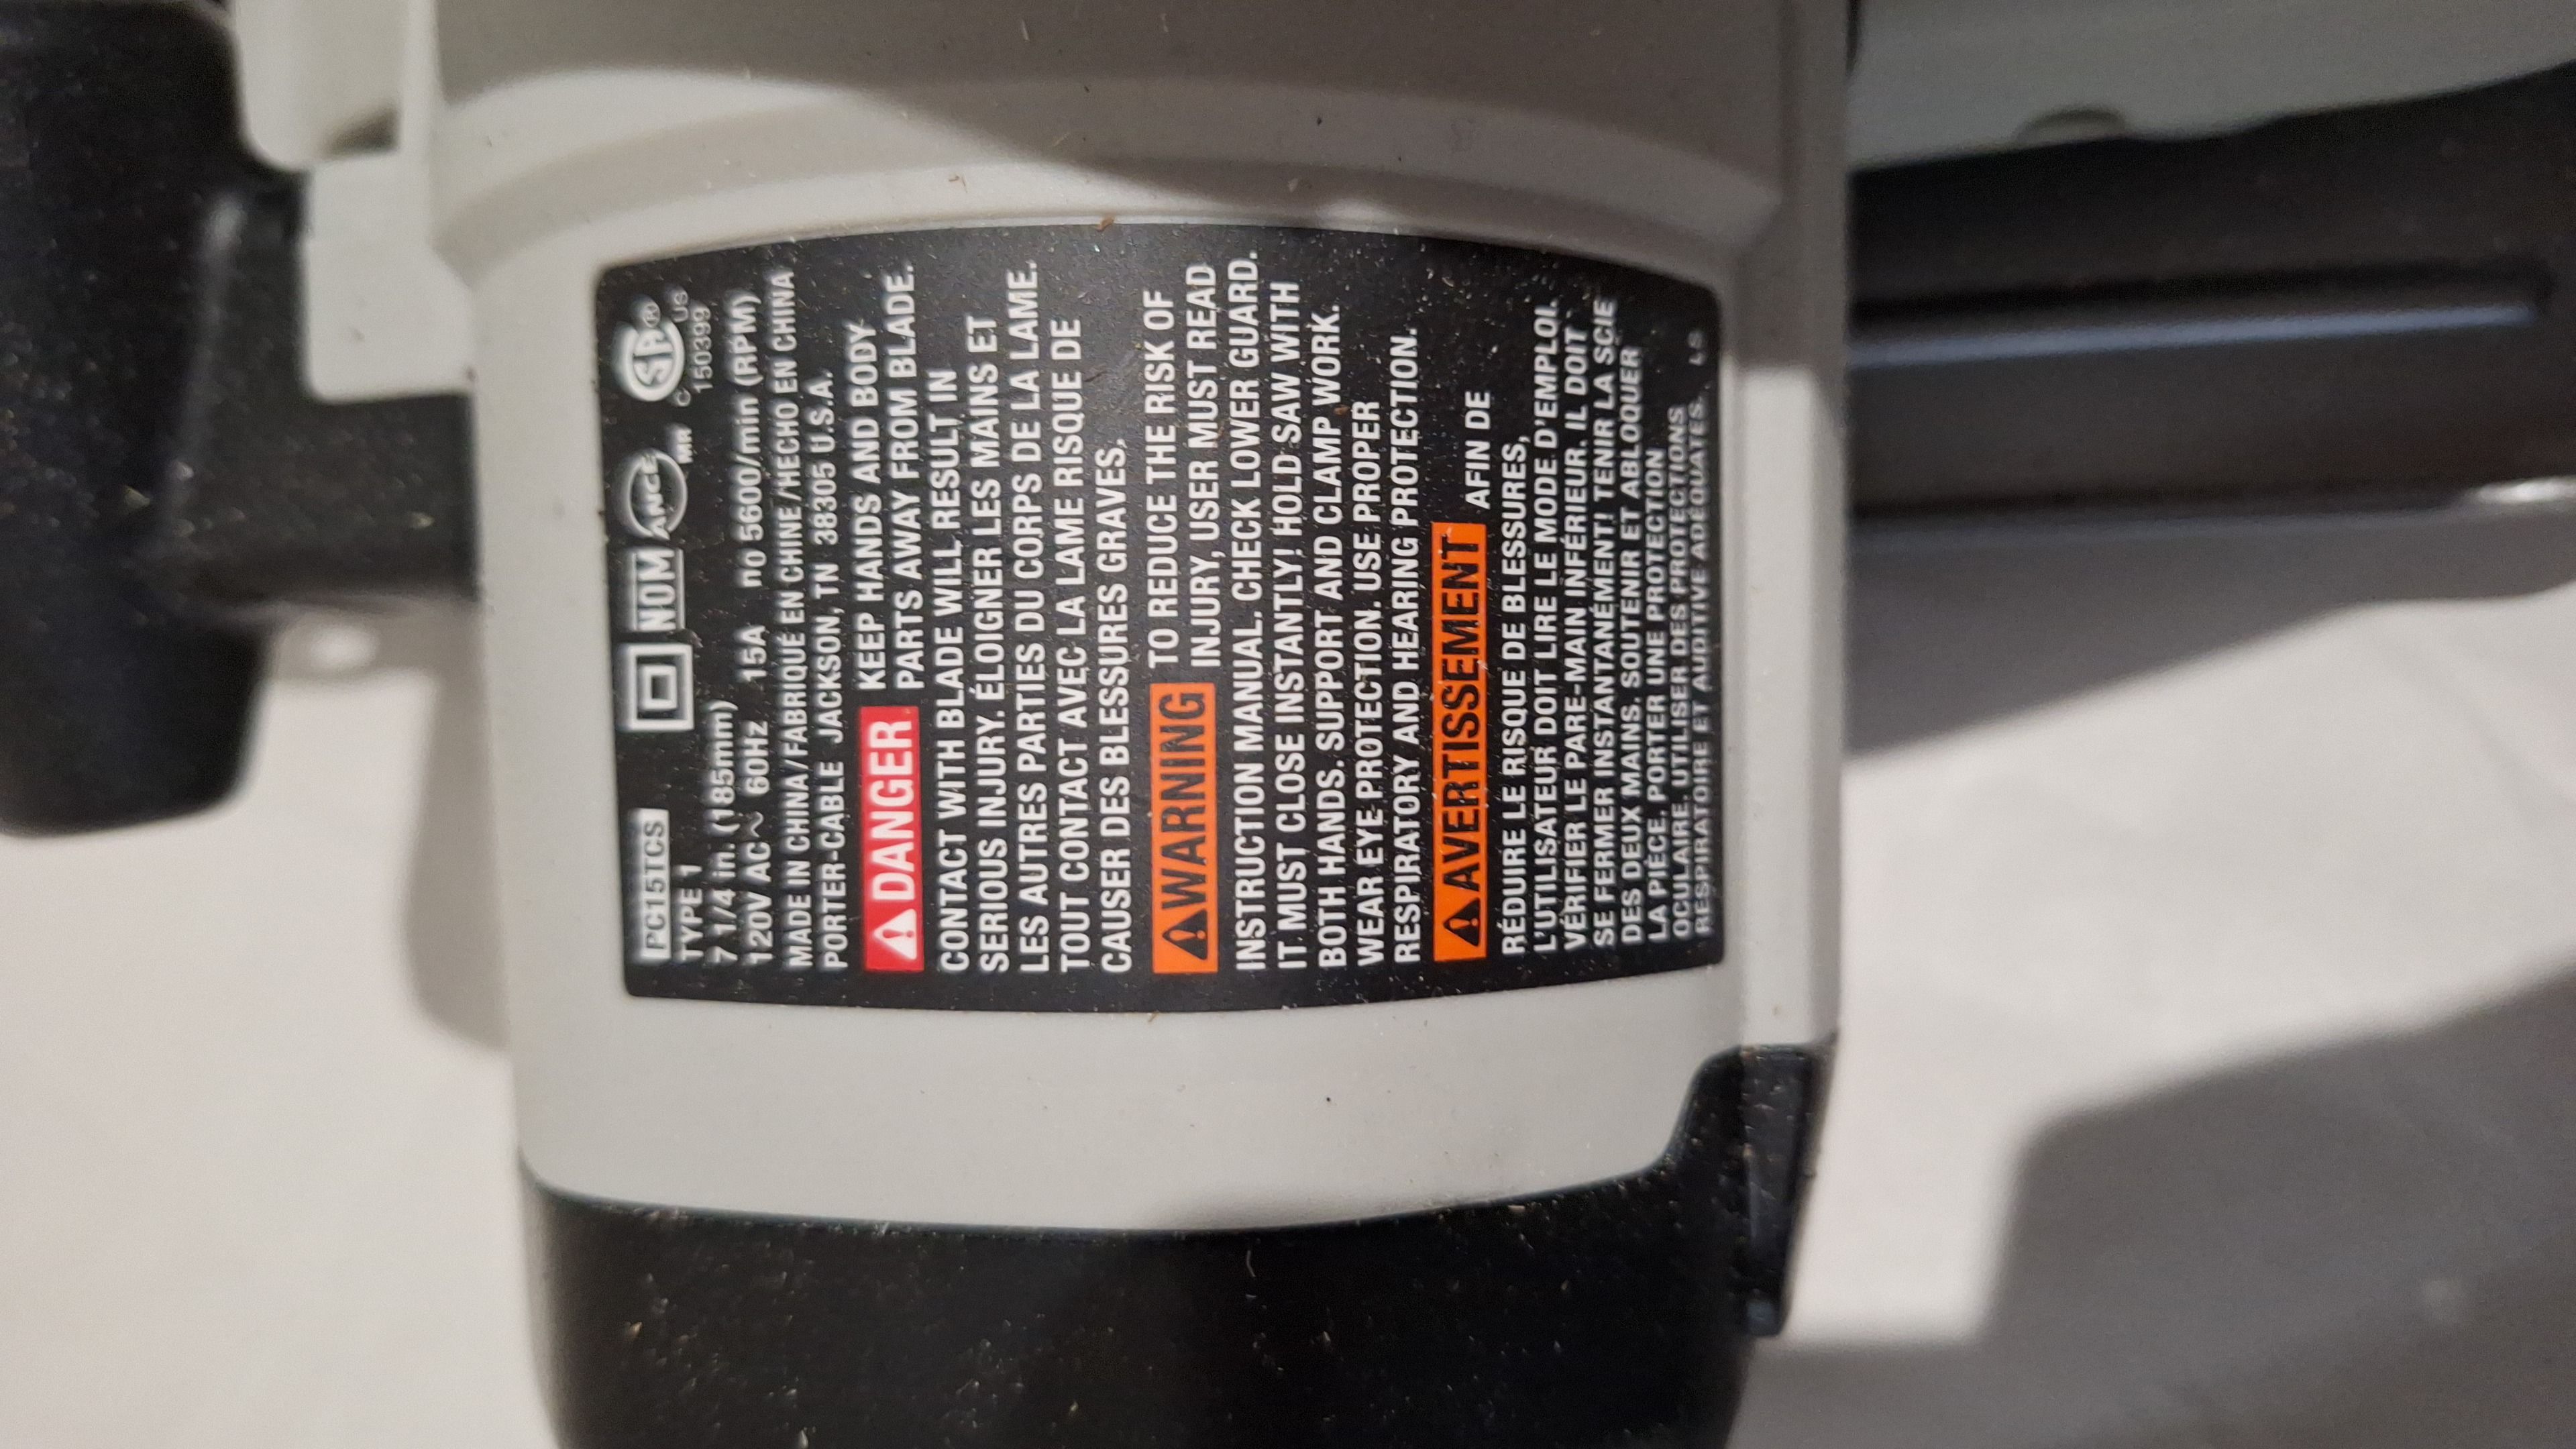 PC15TCS
NOM ANCE MR SA® C US
TYPE 1
150399
7 1/4 in. (185mm)
120V AC~ 60Hz 15A no 5600/min (RPM)
MADE IN CHINA/FABRIQUÉ EN CHINE/HECHO EN CHINA
PORTER-CABLE JACKSON, TN 38305 U.S.A.
DANGER KEEP HANDS AND BODY
PARTS AWAY FROM BLADE.
CONTACT WITH BLADE WILL RESULT IN
SERIOUS INJURY. ÉLOIGNER LES MAINS ET
LES AUTRES PARTIES DU CORPS DE LA LAME.
TOUT CONTACT AVEC LA LAME RISQUE DE
CAUSER DES BLESSURES GRAVES.
WARNING TO REDUCE THE RISK OF
INJURY, USER MUST READ
INSTRUCTION MANUAL. CHECK LOWER GUARD.
IT MUST CLOSE INSTANTLY! HOLD SAW WITH
BOTH HANDS. SUPPORT AND CLAMP WORK.
WEAR EYE PROTECTION. USE PROPER
RESPIRATORY AND HEARING PROTECTION.
AVERTISSEMENT AFIN DE
RÉDUIRE LE RISQUE DE BLESSURES,
L'UTILISATEUR DOIT LIRE LE MODE D'EMPLOI.
VÉRIFIER LE PARE-MAIN INFÉRIEUR. IL DOIT
SE FERMER INSTANTANÉMENT! TENIR LA SCIE
DES DEUX MAINS. SOUTENIR ET ABLOQUER
LA PIÈCE. PORTER UNE PROTECTION
OCULAIRE. UTILISER DES PROTECTIONS
RESPIRATOIRE ET AUDITIVE ADÉQUATES. LS